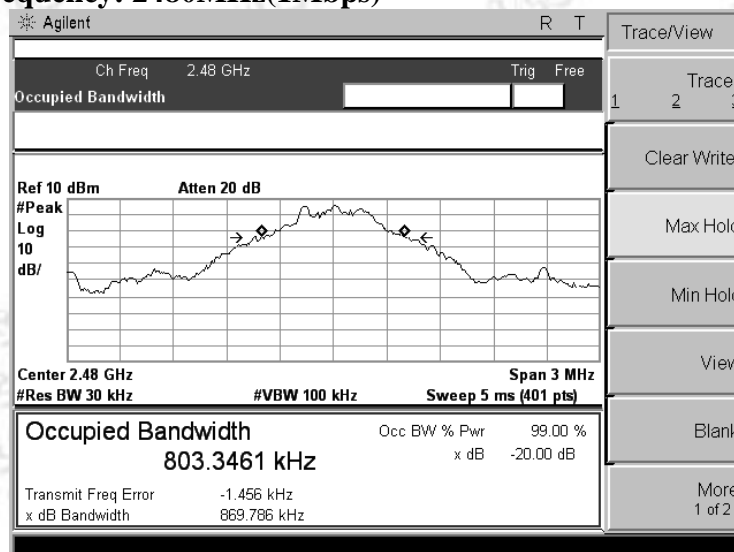 equency: 2480MHz(1Mbps)
Agilent R T
Ch Freq 2.48 GHz Trig Free
Occupied Bandwidth
Ref 10 dBm Atten 20 dB
#Peak
Log
10
dB/
Center 2.48 GHz Span 3 MHz
#Res BW 30 kHz #VBW 100 kHz Sweep 5 ms (401 pts)
Occupied Bandwidth Occ BW % Pwr 99.00 %
803.3461 kHz x dB -20.00 dB
Transmit Freq Error -1.456 kHz
x dB Bandwidth 869.786 kHz
Trace/View
Trace
1 2
Clear Write
Max Hold
Min Hold
View
Blank
More
1 of 2